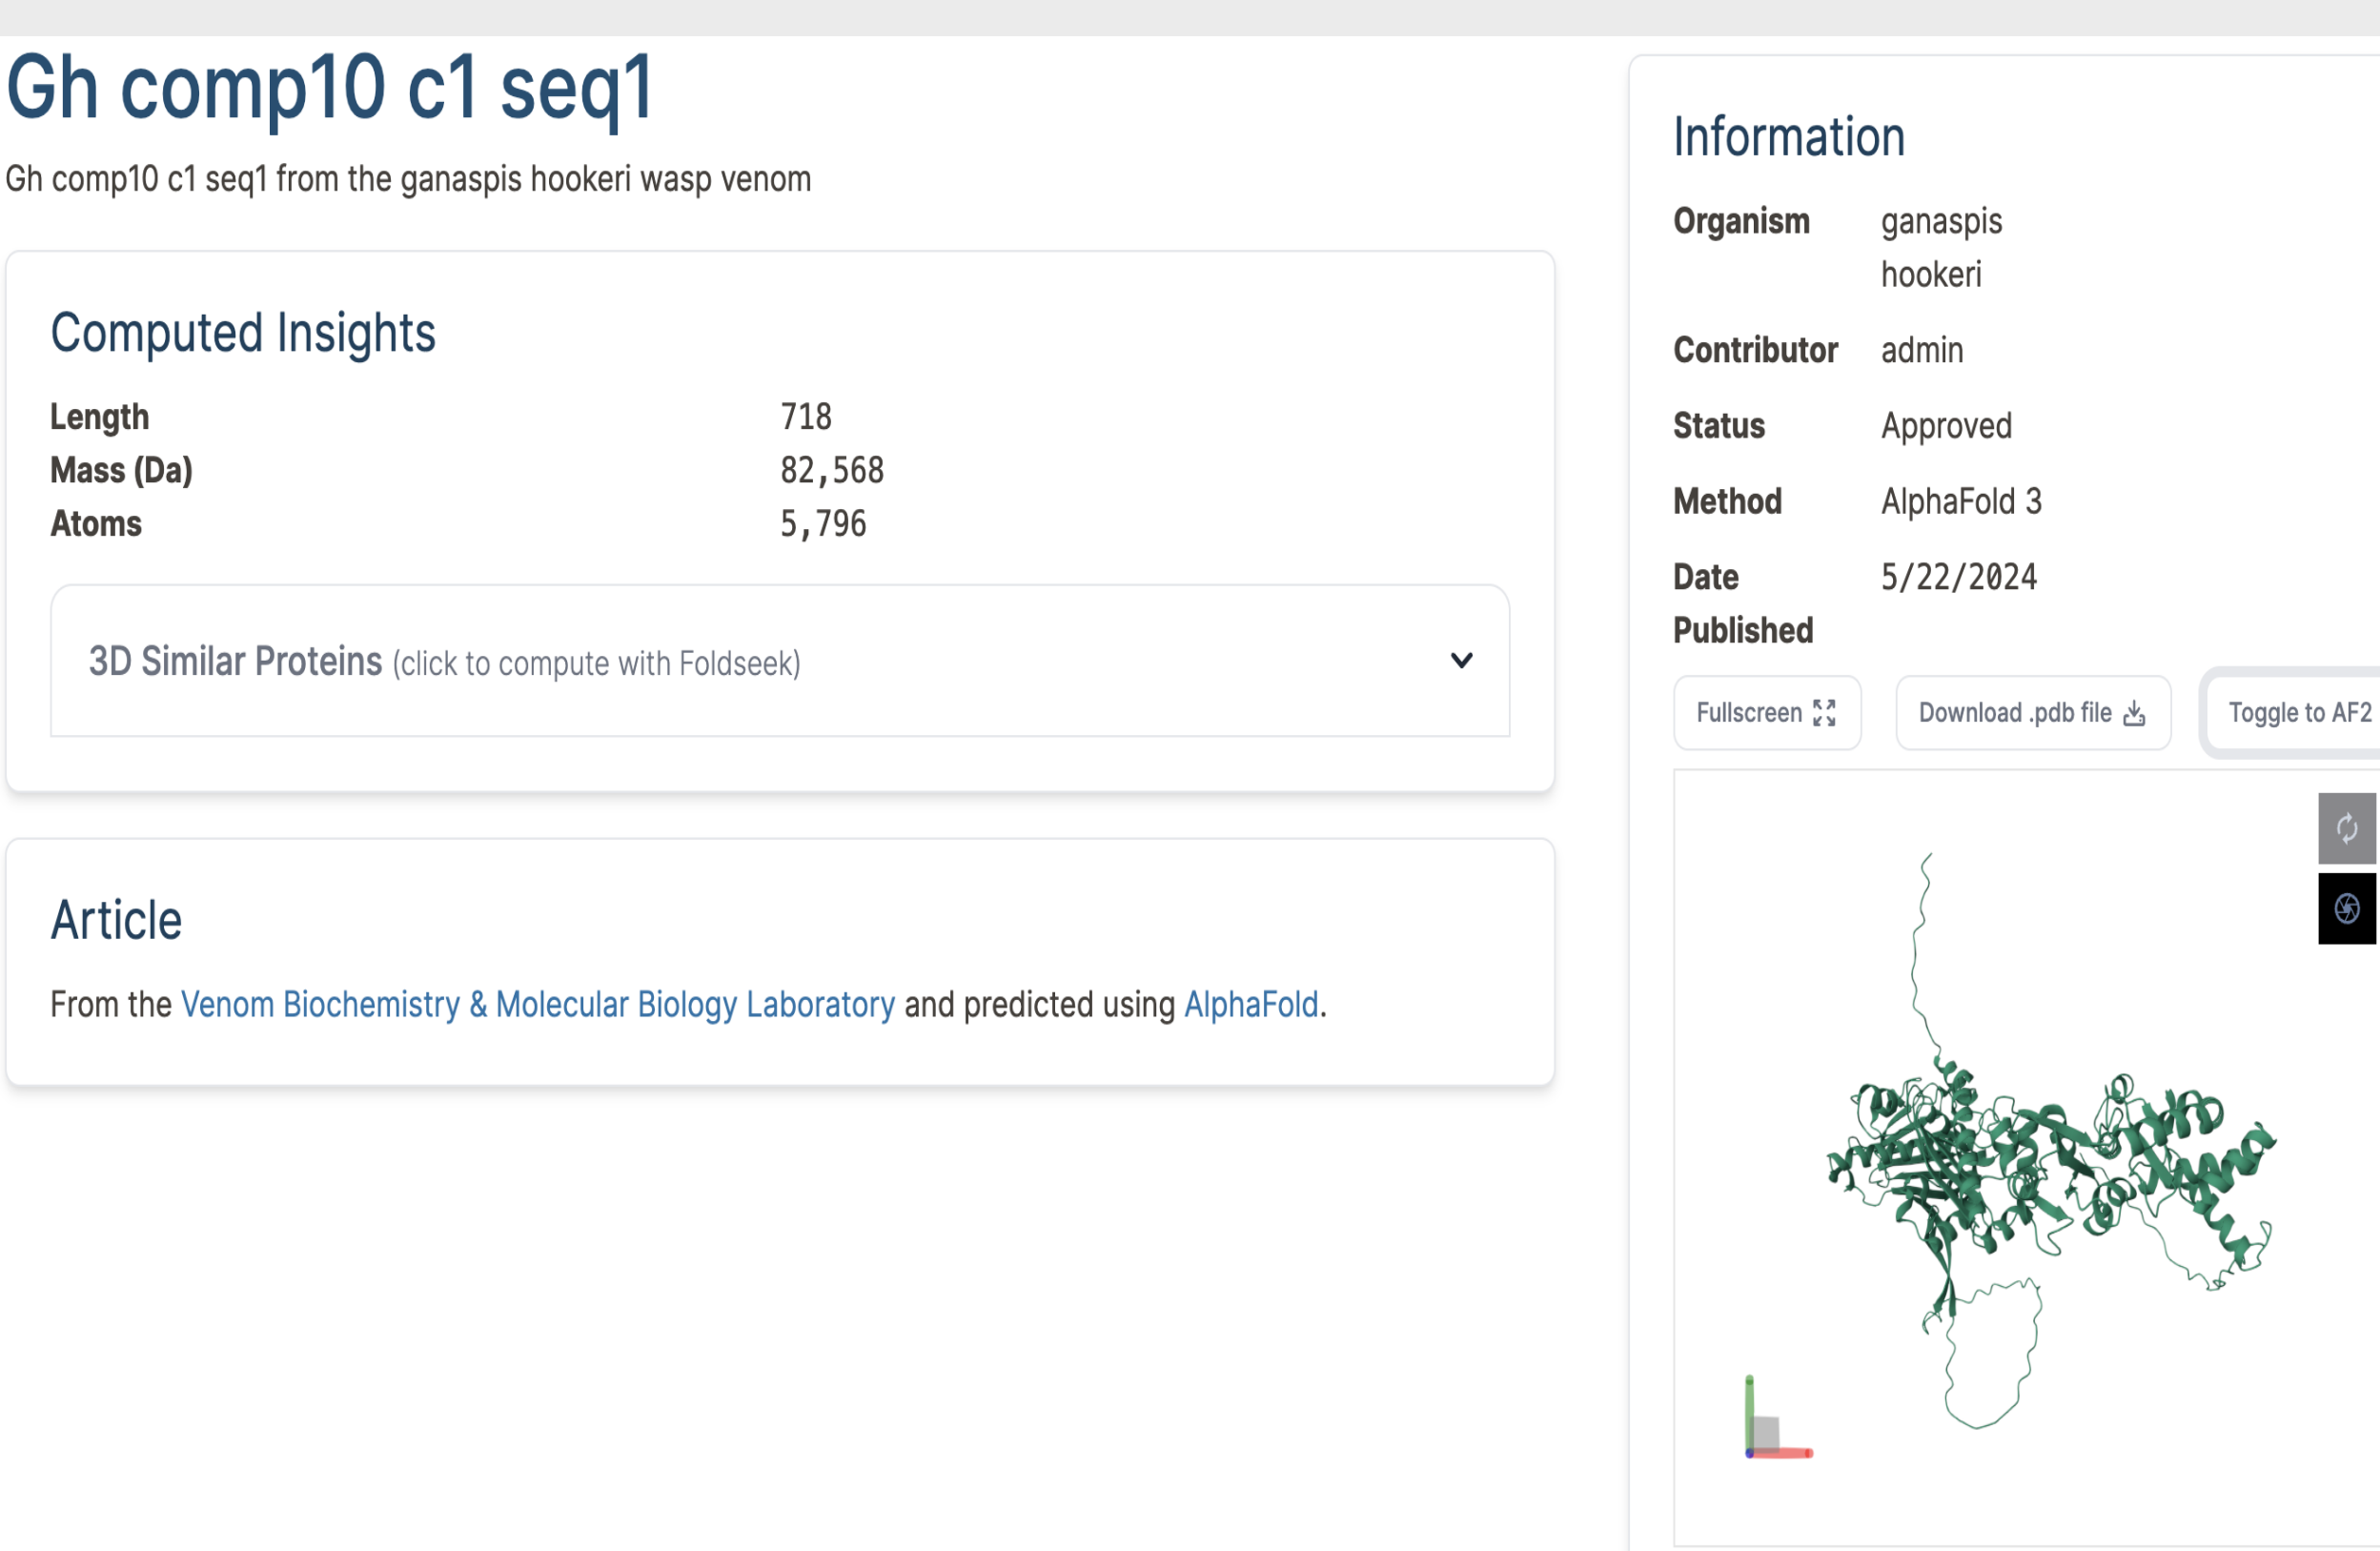 Gh comp10 c1 seq1
Gh comp10 c1 seq1 from the ganaspis hookeri wasp venom
Computed Insights
Length 718
Mass (Da) 82,568
Atoms 5,796
3D Similar Proteins (click to compute with Foldseek)
Article
From the Venom Biochemistry & Molecular Biology Laboratory and predicted using AlphaFold.
Information
Organism ganaspis
hookeri
Contributor admin
Status Approved
Method AlphaFold 3
Date 5/22/2024
Published
Fullscreen Download .pdb file Toggle to AF2